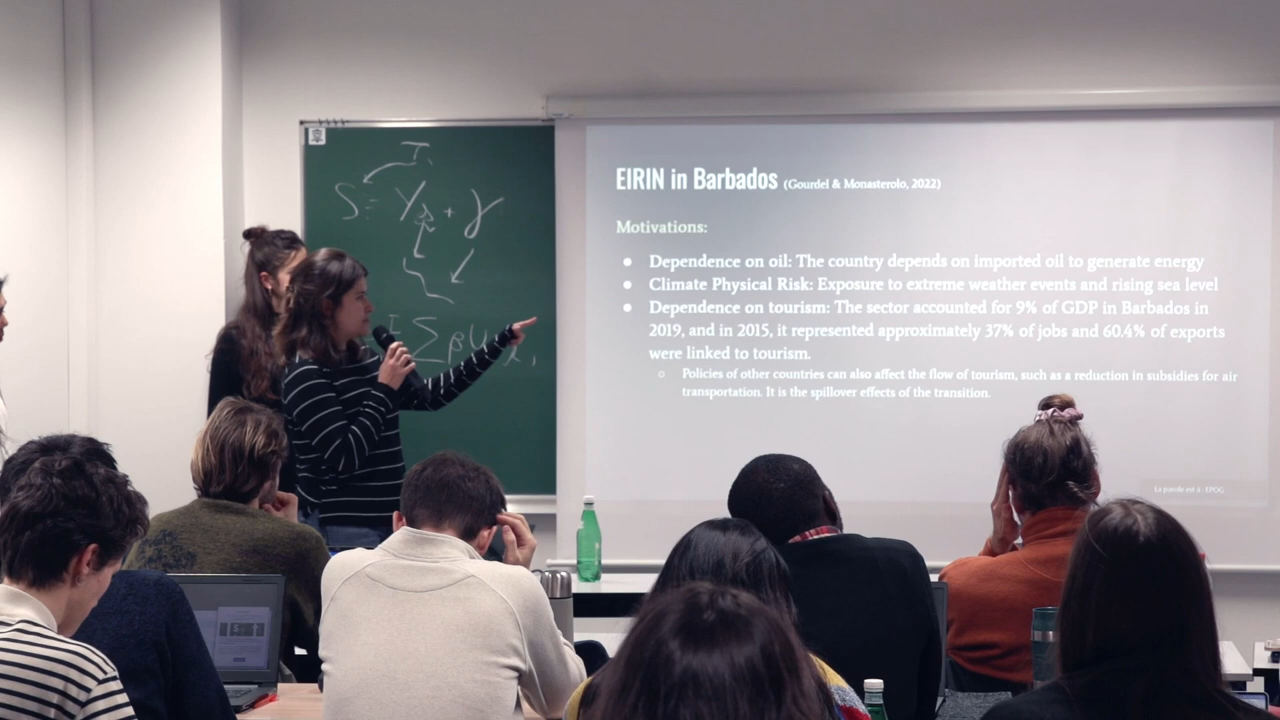 I
S = Y + γ
Σ β
EIRIN in Barbados (Gourdel & Monasterolo, 2022)
Motivations:
● Dependence on oil: The country depends on imported oil to generate energy
● Climate Physical Risk: Exposure to extreme weather events and rising sea level
● Dependence on tourism: The sector accounted for 9% of GDP in Barbados in
2019, and in 2015, it represented approximately 37% of jobs and 60.4% of exports
were linked to tourism.
○ Policies of other countries can also affect the flow of tourism, such as a reduction in subsidies for air
transportation. It is the spillover effects of the transition.
La parole est à : EPOG